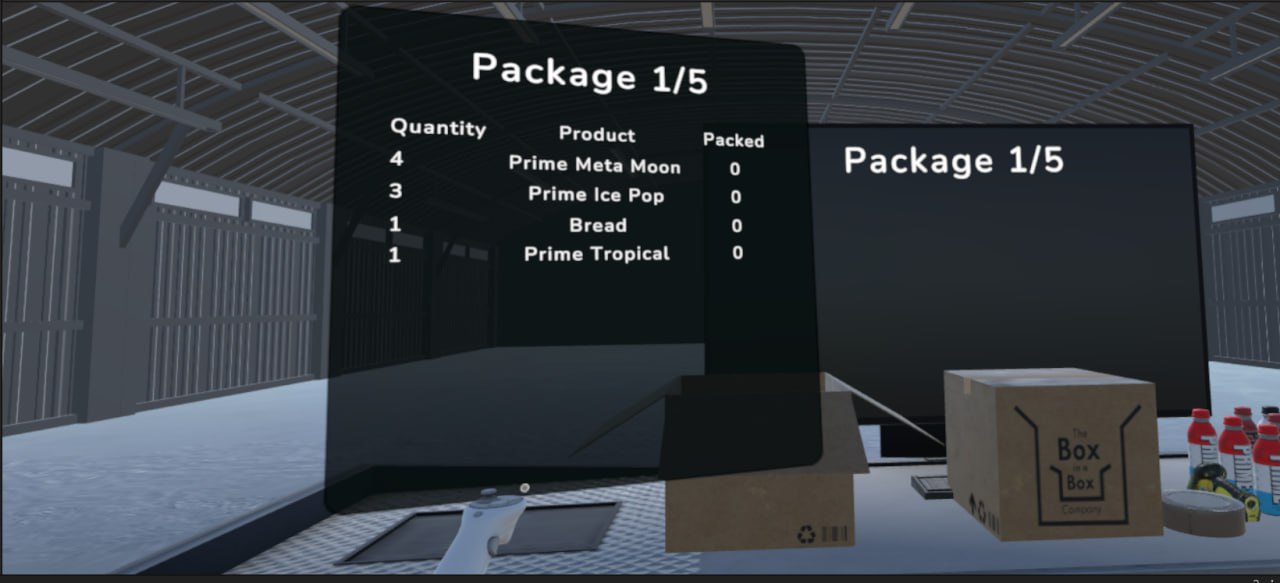 Package 1/5
Quantity Product Packed
4 Prime Meta Moon 0
3 Prime Ice Pop 0
1 Bread 0
1 Prime Tropical 0
Package 1/5
The
Box
in a
Box
Company